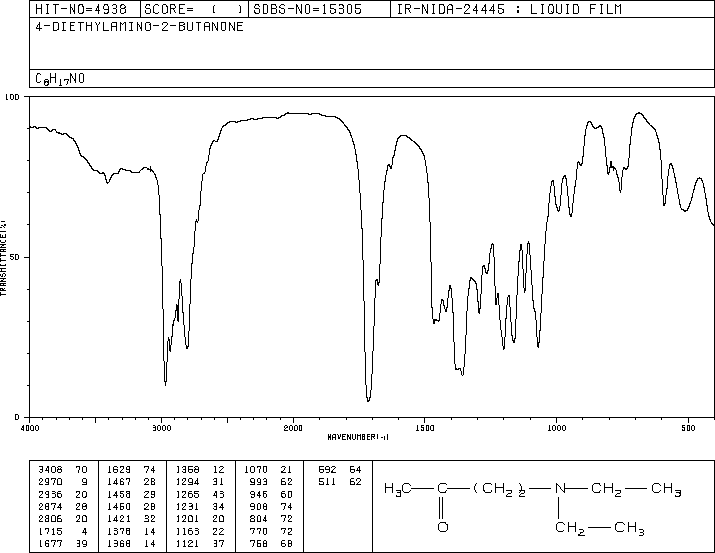 HIT-NO=4938 SCORE= ( ) SDBS-NO=15305 IR-NIDA-24445 : LIQUID FILM
4-DIETHYLAMINO-2-BUTANONE
C8H17NO
100
50
0
TRANSMITTANCE(%)
4000 3000 2000 1500 1000 500
WAVENUMBER(-1)
3408 70 1629 74 1358 12 1070 21 592 64
2970 9 1467 28 1294 31 993 62 511 62
2936 20 1458 29 1265 43 946 60
2874 28 1450 28 1231 34 908 74
2806 20 1421 32 1201 20 804 72
1715 4 1378 14 1163 22 770 72
1677 39 1368 14 1121 37 758 68
H3C—C—(CH2)2—N—CH2—CH3
O CH2—CH3